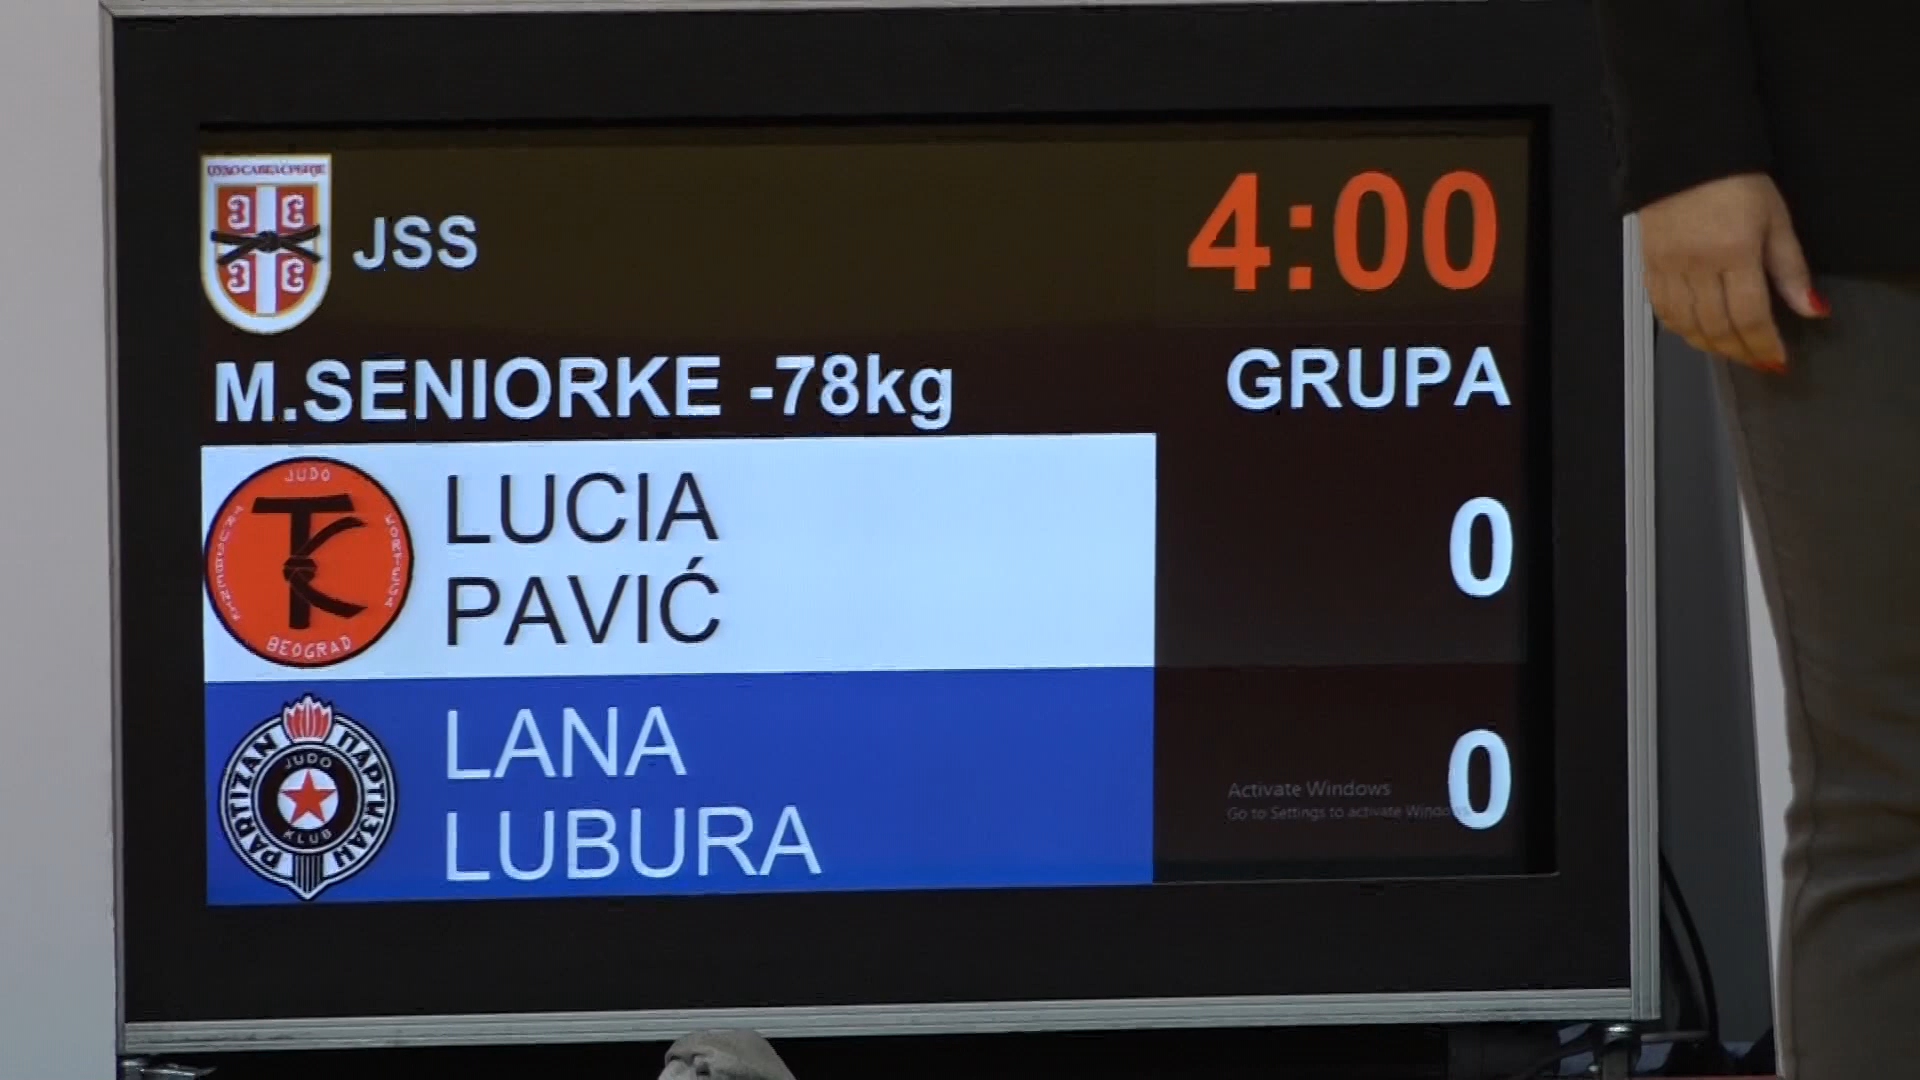 JSS
4:00
M.SENIORKE -78kg
GRUPA
JUDO
BEOGRAD
LUCIA
PAVIĆ
0
PARTIZAN
ПАРТИЗАН
JUDO
KLUB
LANA
LUBURA
0
Activate Windows
Go to Settings to activate Windows